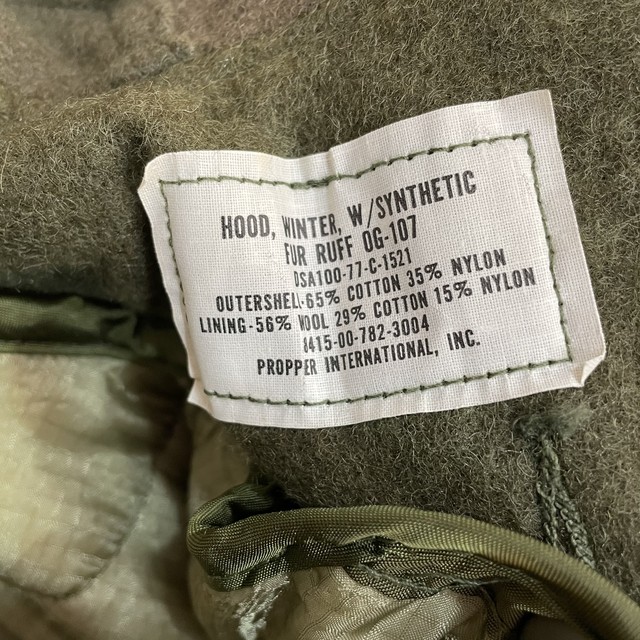 HOOD, WINTER, W/SYNTHETIC
FUR RUFF OG-107
DSA100-77-C-1521
OUTERSHELL-65% COTTON 35% NYLON
LINING-56% WOOL 29% COTTON 15% NYLON
8415-00-782-3004
PROPPER INTERNATIONAL, INC.